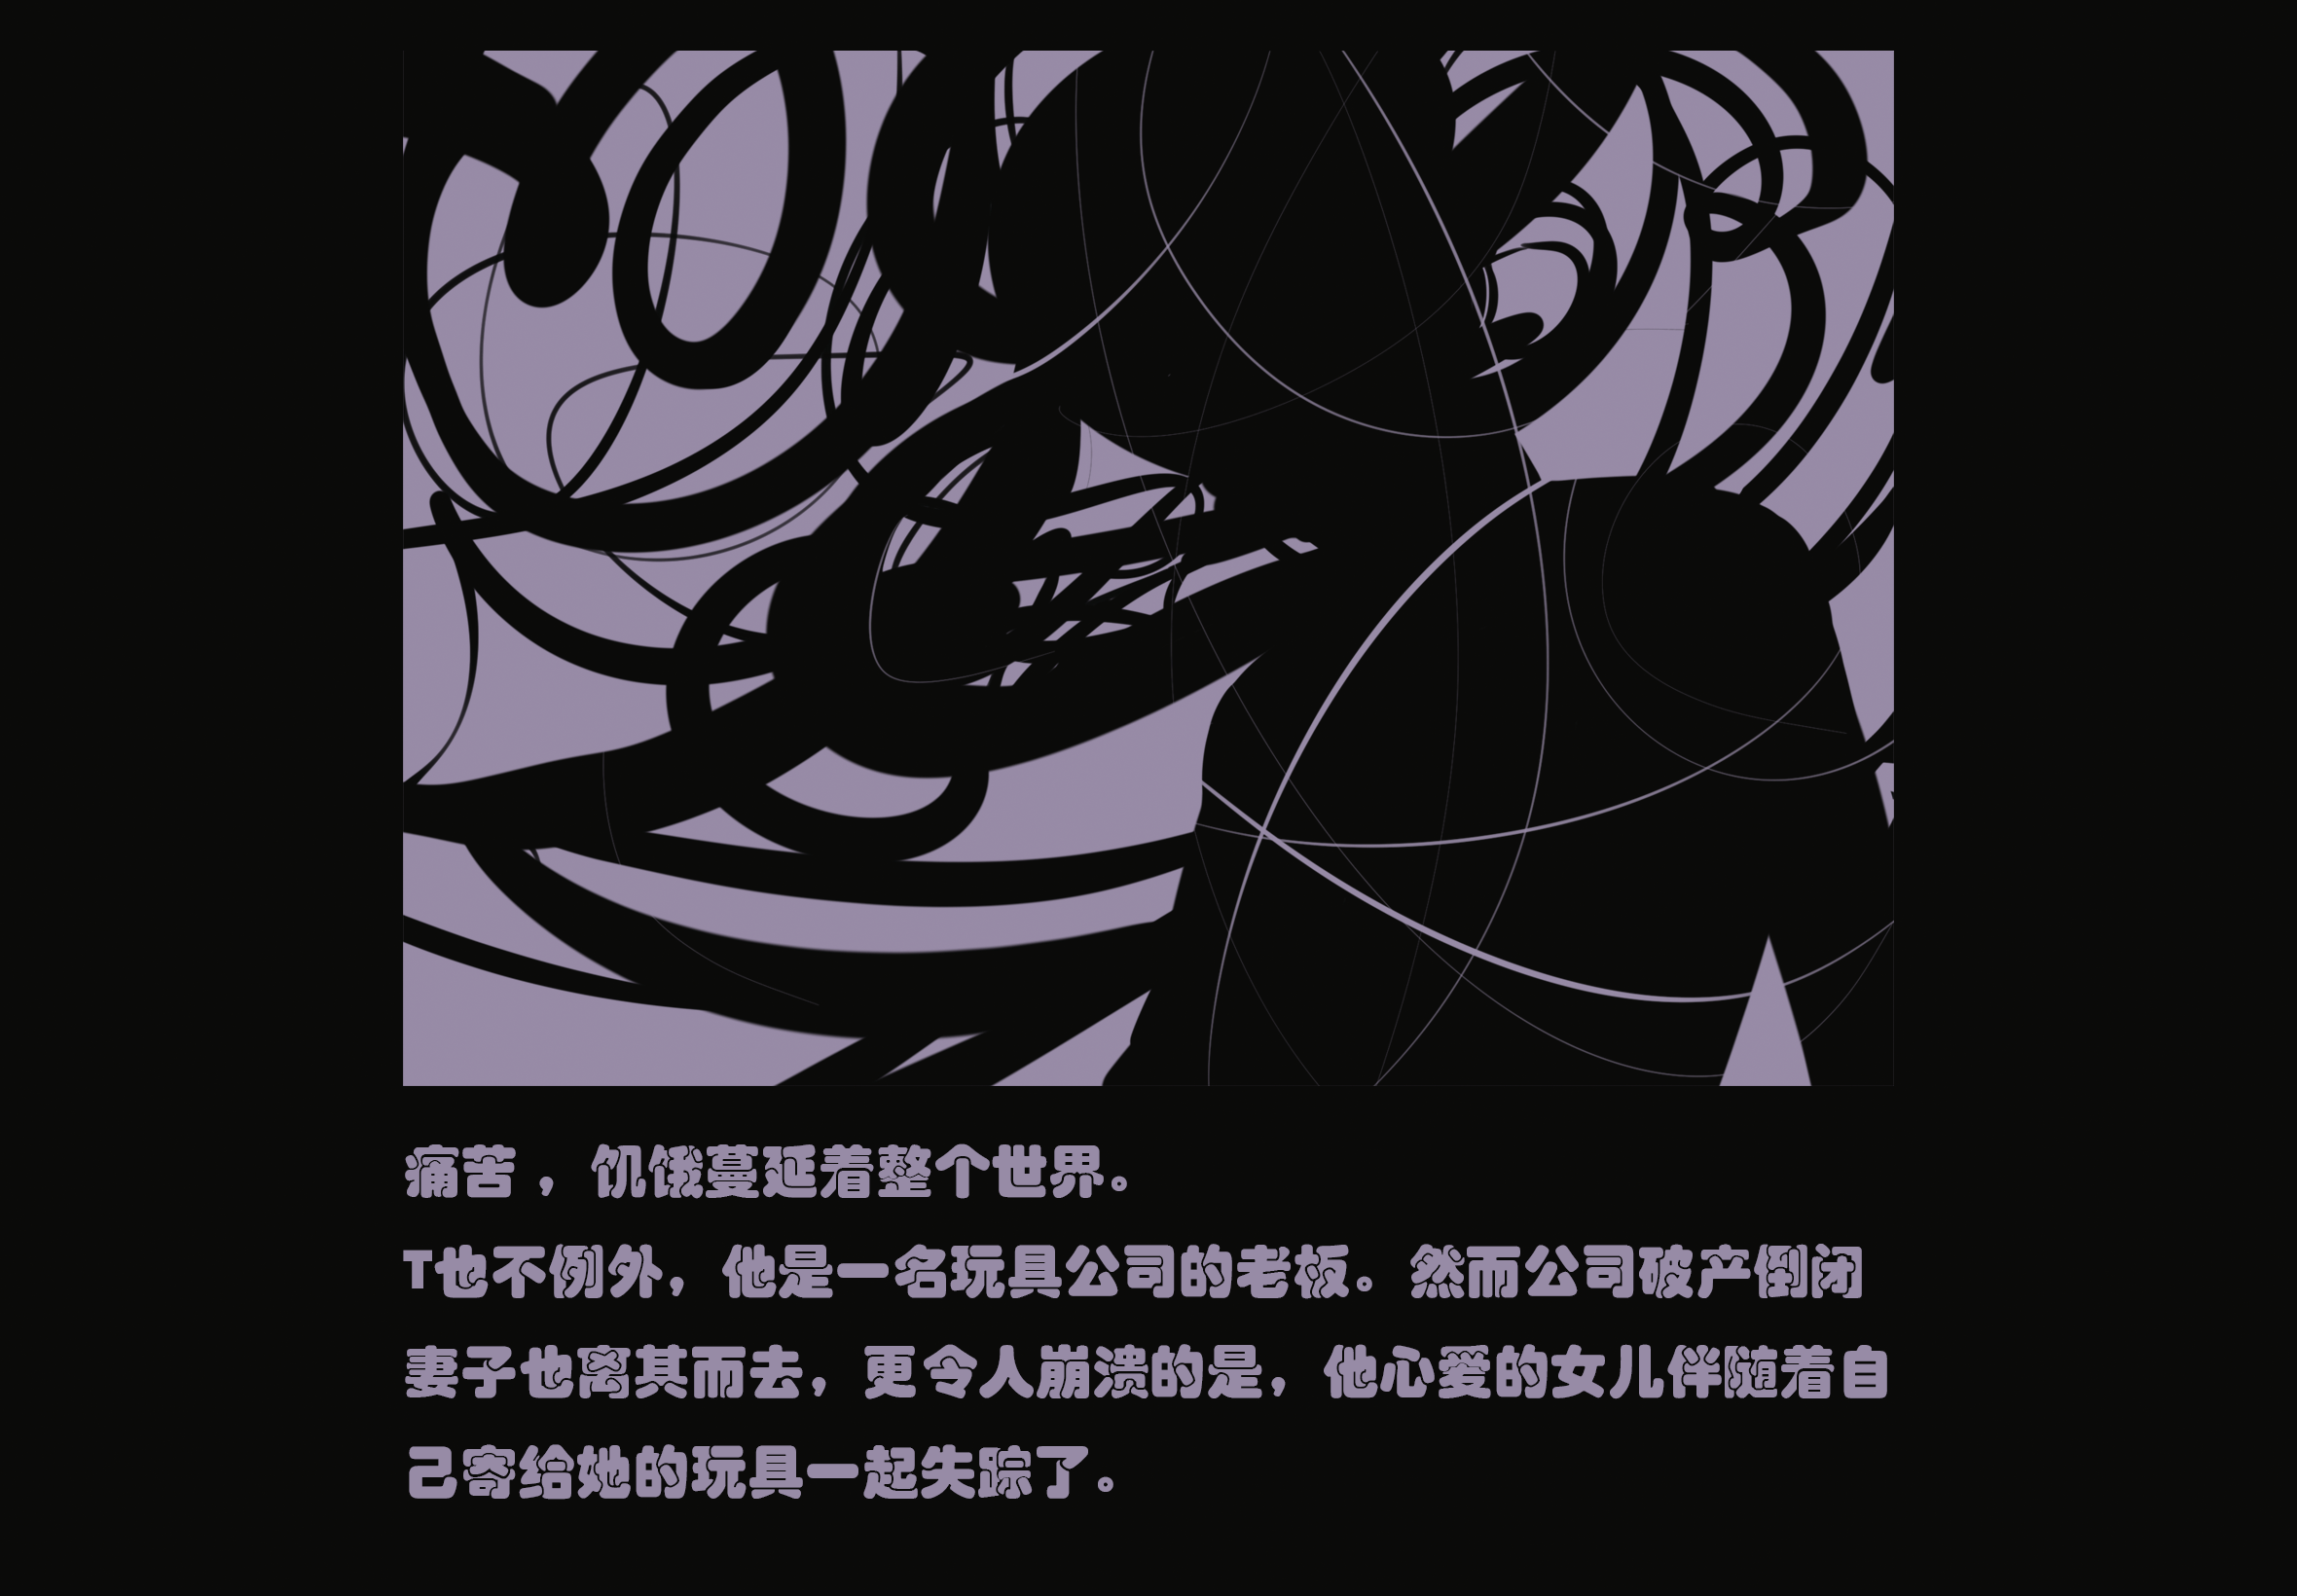 痛苦，饥饿蔓延着整个世界。
T也不例外，他是一名玩具公司的老板。然而公司破产倒闭
妻子也离其而去，更令人崩溃的是，他心爱的女儿伴随着自
己寄给她的玩具一起失踪了。